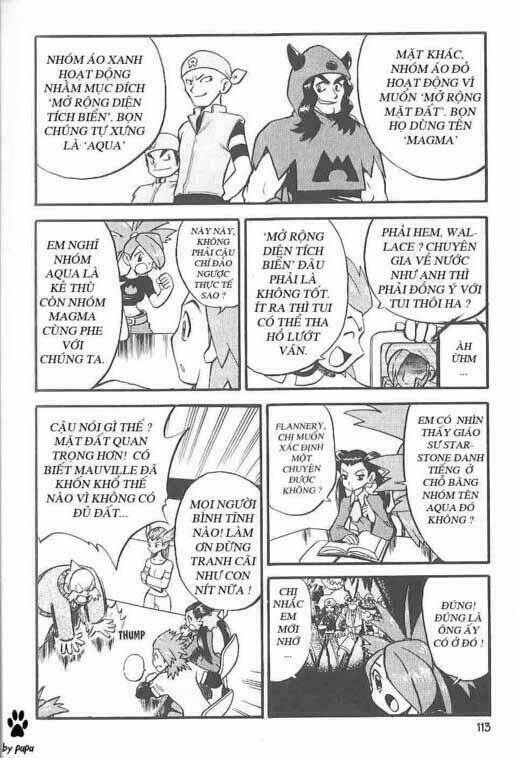 MẶT KHÁC,
NHÓM ÁO ĐỎ
HOẠT ĐỘNG VÌ
MUỐN ‘MỞ RỘNG
MẶT ĐẤT’. BỌN
HỌ DÙNG TÊN
‘MAGMA’
NHÓM ÁO XANH
HOẠT ĐỘNG
NHẰM MỤC ĐÍCH
‘MỞ RỘNG DIỆN
TÍCH BIỂN’. BỌN
CHÚNG TỰ XƯNG
LÀ ‘AQUA’
PHẢI HEM, WAL-
LACE ? CHUYÊN
GIA VỀ NƯỚC
NHƯ ANH THÌ
PHẢI ĐỒNG Ý VỚI
TUI THÔI HA ?
ÀH
ỪHM
...
‘MỞ RỘNG
DIỆN TÍCH
BIỂN’ ĐÂU
PHẢI LÀ
KHÔNG TỐT.
ÍT RA THÌ TUI
CÓ THỂ THA
HỒ LƯỚT
VÁN.
NÀY NÀY,
KHÔNG
PHẢI CẬU
CHỈ ĐẢO
NGƯỢC
THỰC TẾ
SAO ?
EM NGHĨ
NHÓM
AQUA LÀ
KẺ THÙ
CÒN NHÓM
MAGMA
CÙNG PHE
VỚI
CHÚNG TA.
EM CÓ NHÌN
THẤY GIÁO
SƯ STAR-
STONE DANH
TIẾNG Ở
CHỖ BĂNG
NHÓM TÊN
AQUA ĐÓ
KHÔNG ?
FLANNERY,
CHỊ MUỐN
XÁC ĐỊNH
MỘT
CHUYỆN
ĐƯỢC
KHÔNG ?
ĐÚNG!
ĐÚNG LÀ
ÔNG ẤY
CÓ Ở ĐÓ !
CHỊ
NHẮC
EM MỚI
NHỚ
...
CẬU NÓI GÌ THẾ ?
MẶT ĐẤT QUAN
TRỌNG HƠN! CÓ
BIẾT MAUVILLE ĐÃ
KHỐN KHỔ THẾ
NÀO VÌ KHÔNG CÓ
ĐỦ ĐẤT...
MỌI NGƯỜI
BÌNH TĨNH
NÀO! LÀM
ƠN ĐỪNG
TRANH CÃI
NHƯ CON
NÍT NỮA !
THUMP
113
by papu